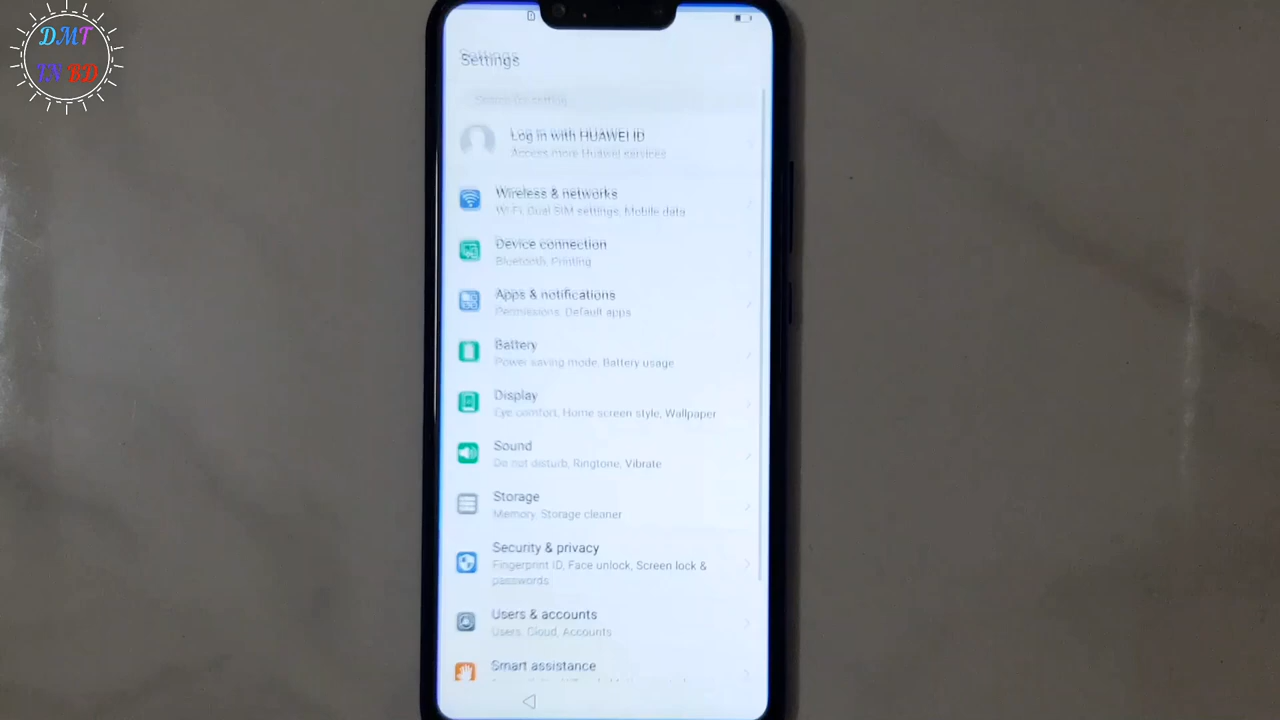 DMT
IN BD
Settings
Log in with HUAWEI ID
Access more Huawei services
Wireless & networks
Wi-Fi, Dual SIM settings, Mobile data
Device connection
Bluetooth, Printing
Apps & notifications
Permissions, Default apps
Battery
Power saving mode, Battery usage
Display
Eye comfort, Home screen style, Wallpaper
Sound
Do not disturb, Ringtone, Vibrate
Storage
Memory, Storage cleaner
Security & privacy
Fingerprint ID, Face unlock, Screen lock &
passwords
Users & accounts
Users, Cloud, Accounts
Smart assistance